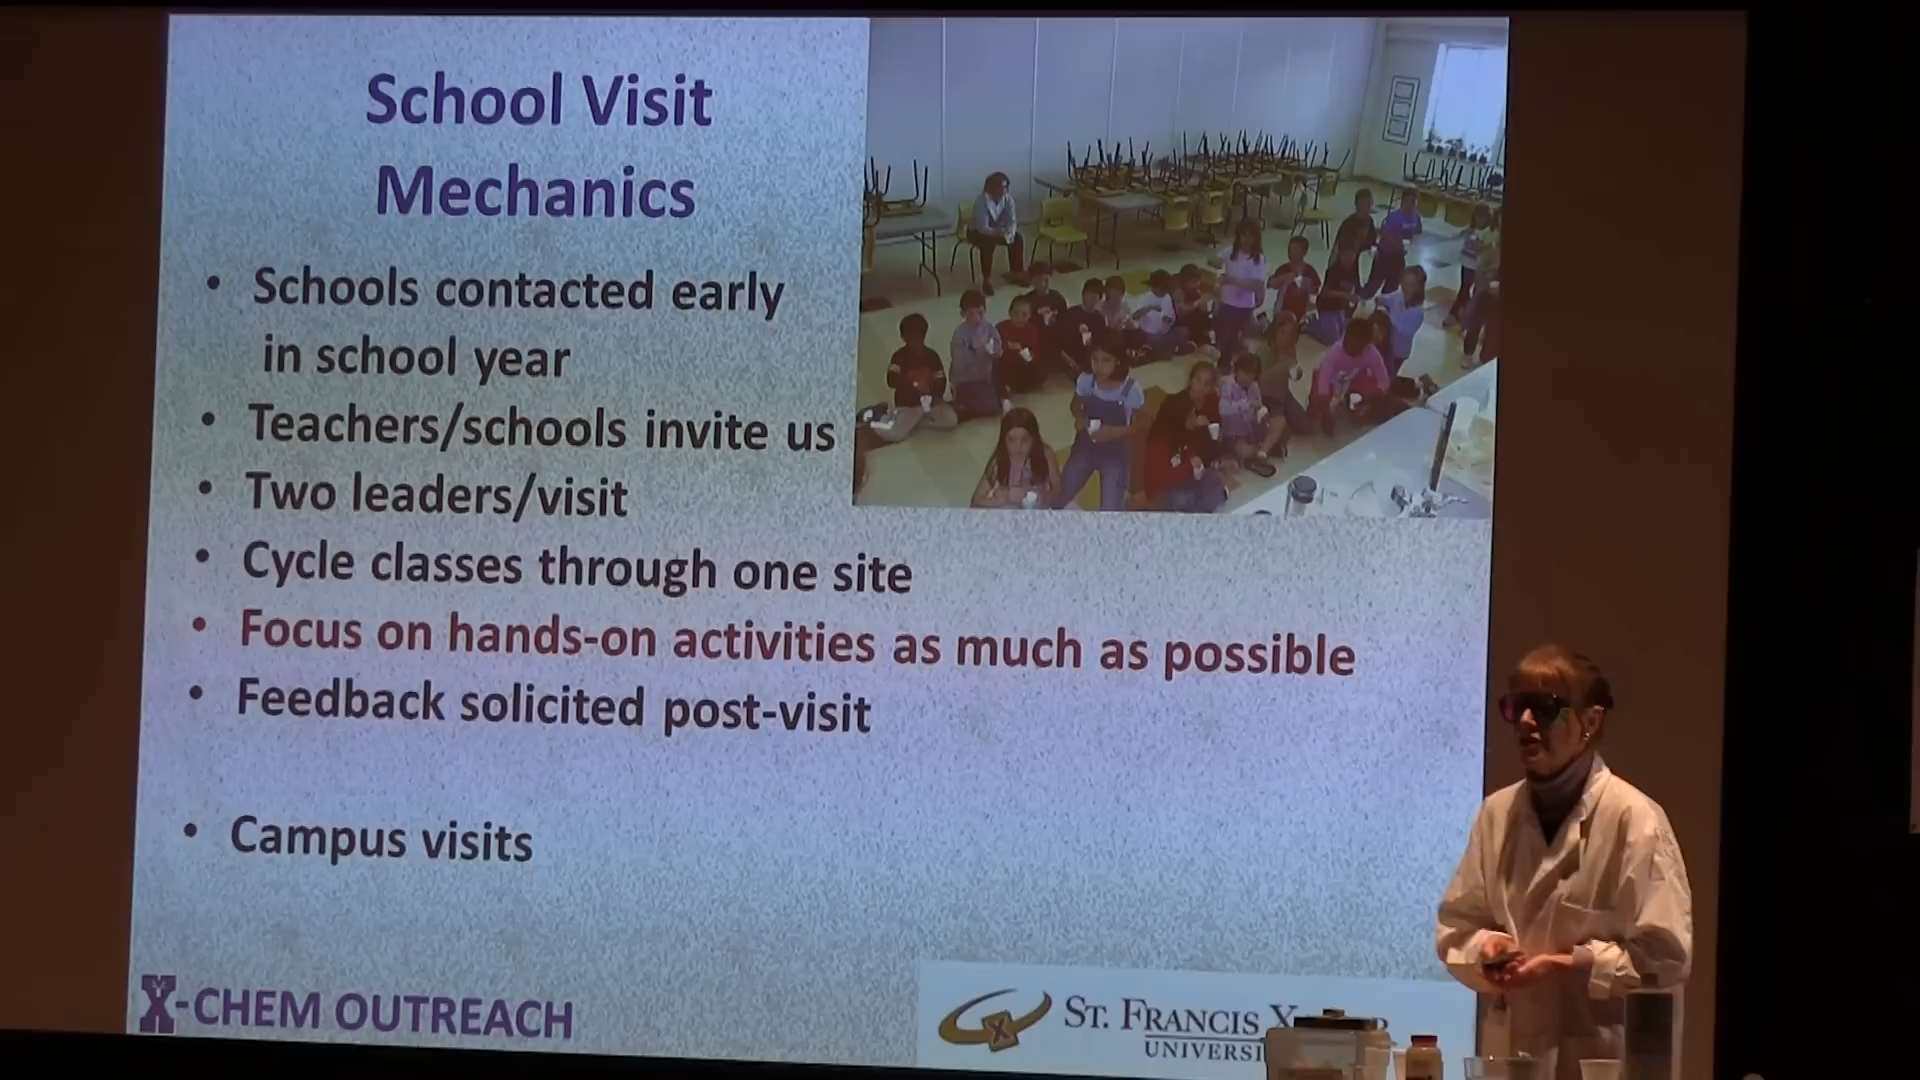 School Visit
Mechanics
• Schools contacted early
in school year
• Teachers/schools invite us
• Two leaders/visit
• Cycle classes through one site
• Focus on hands-on activities as much as possible
• Feedback solicited post-visit
• Campus visits
X-CHEM OUTREACH
ST. FRANCIS